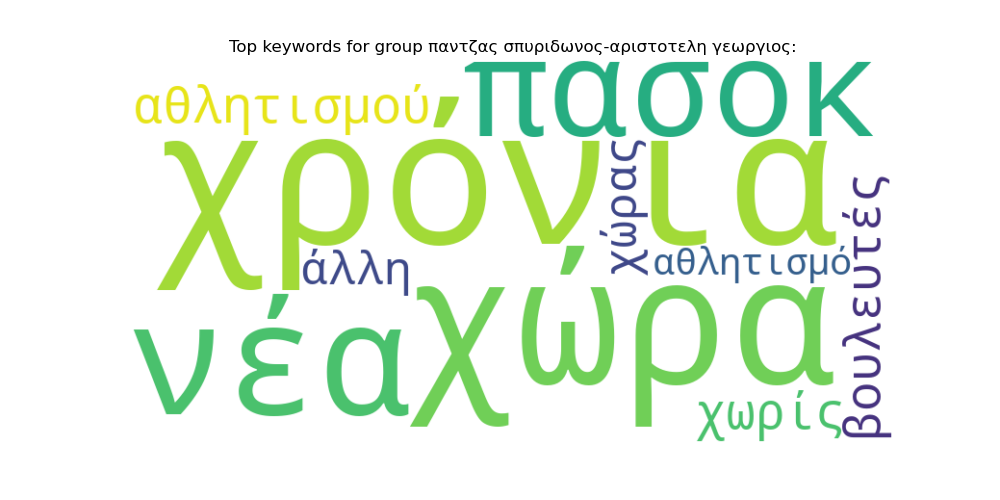 Top keywords for group παντζας σπυριδωνος-αριστοτελη γεωργιος:
πασοκ
αθλητισμού
χρόνια
χώρας
βουλευτές
άλλη
αθλητισμό
νέα
χώρα
χωρίς